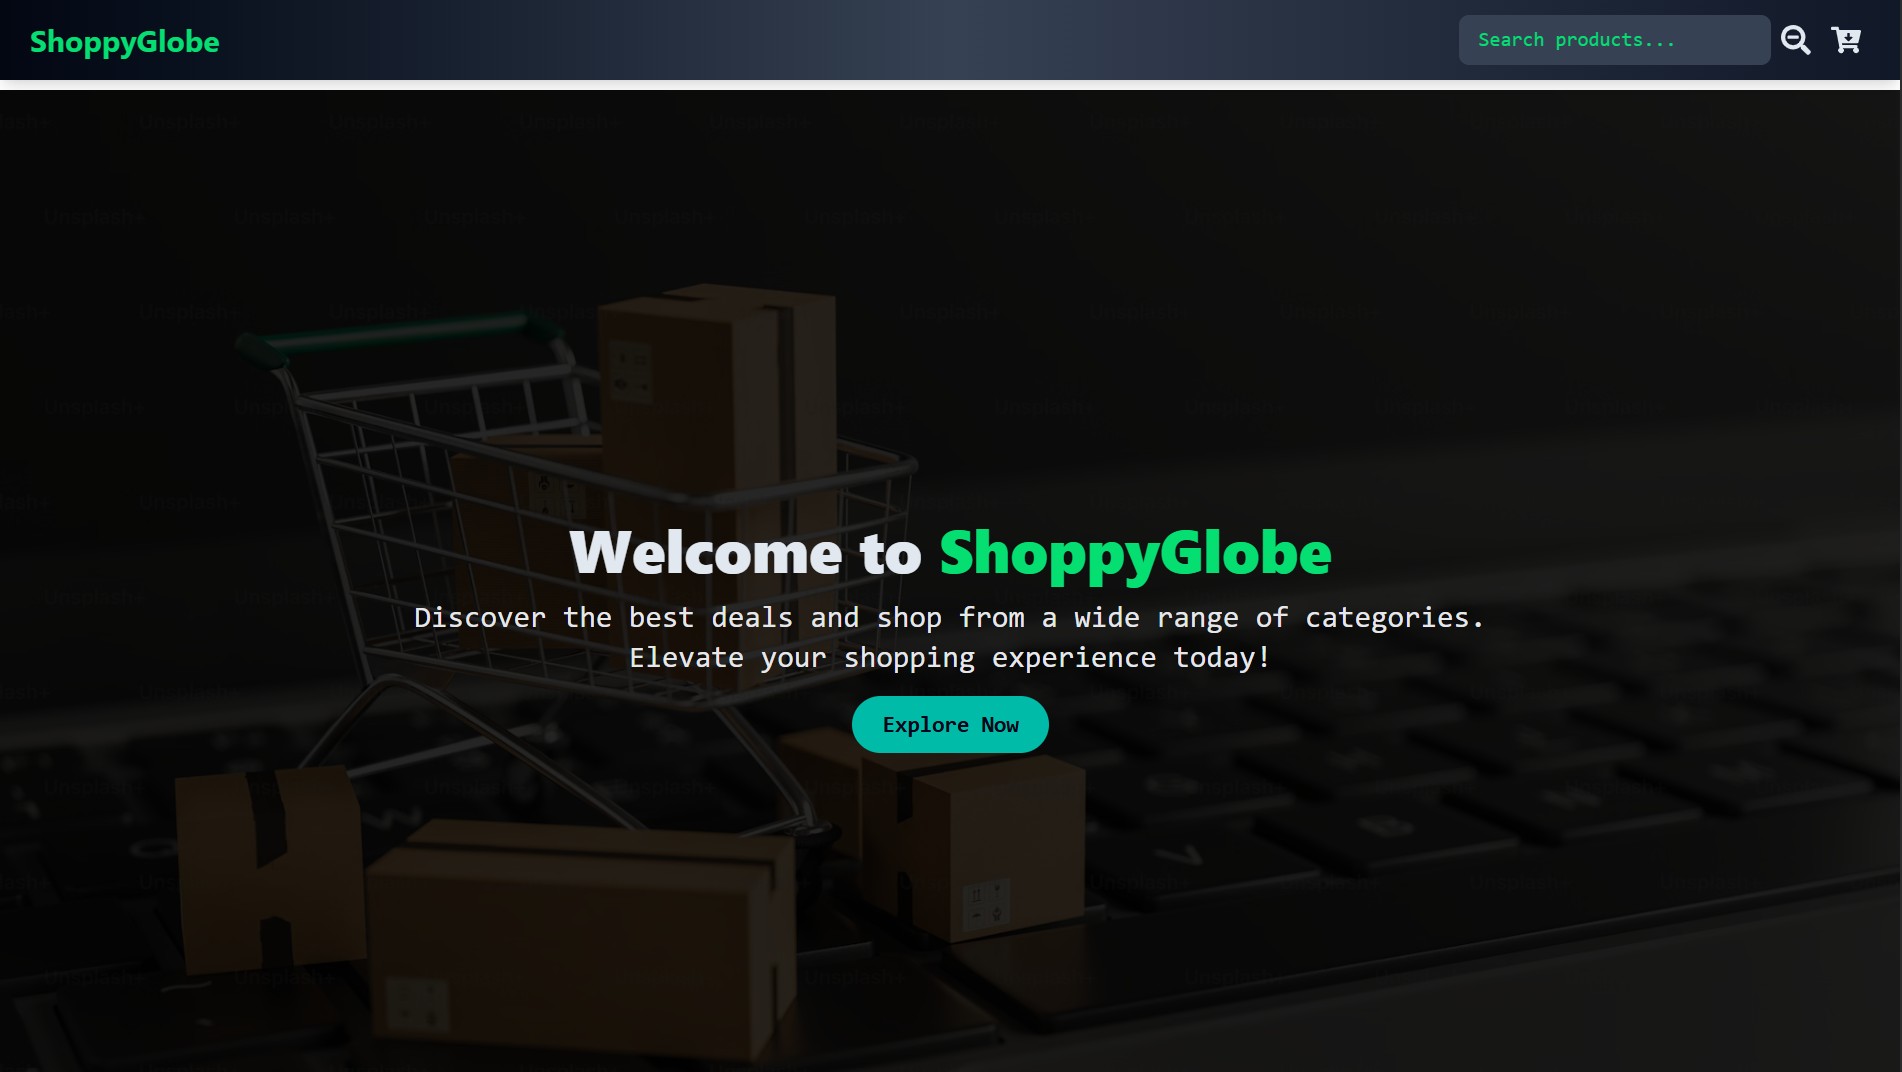 ShoppyGlobe
Search products...
Welcome to ShoppyGlobe
Discover the best deals and shop from a wide range of categories.
Elevate your shopping experience today!
Explore Now
Unsplash+